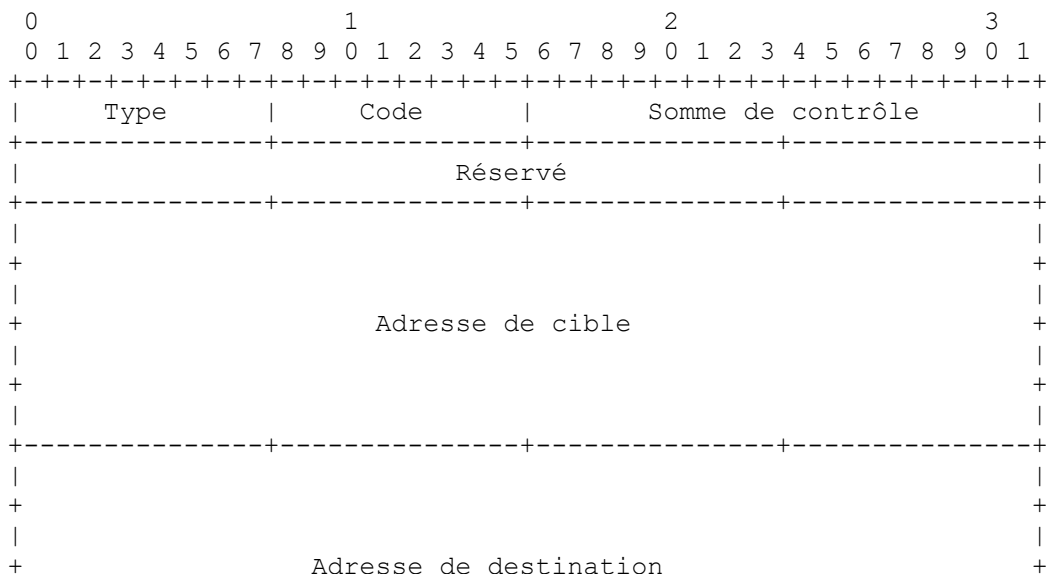 0 1 2 3
0 1 2 3 4 5 6 7 8 9 0 1 2 3 4 5 6 7 8 9 0 1 2 3 4 5 6 7 8 9 0 1
+-+-+-+-+-+-+-+-+-+-+-+-+-+-+-+-+-+-+-+-+-+-+-+-+-+-+-+-+-+-+-+-+
| Type | Code | Somme de contrôle |
+---------------+---------------+---------------+---------------+
| Réservé |
+---------------+---------------+---------------+---------------+
| |
+ +
| |
+ Adresse de cible +
| |
+ +
| |
+---------------+---------------+---------------+---------------+
| |
+ +
| |
+ Adresse de destination +